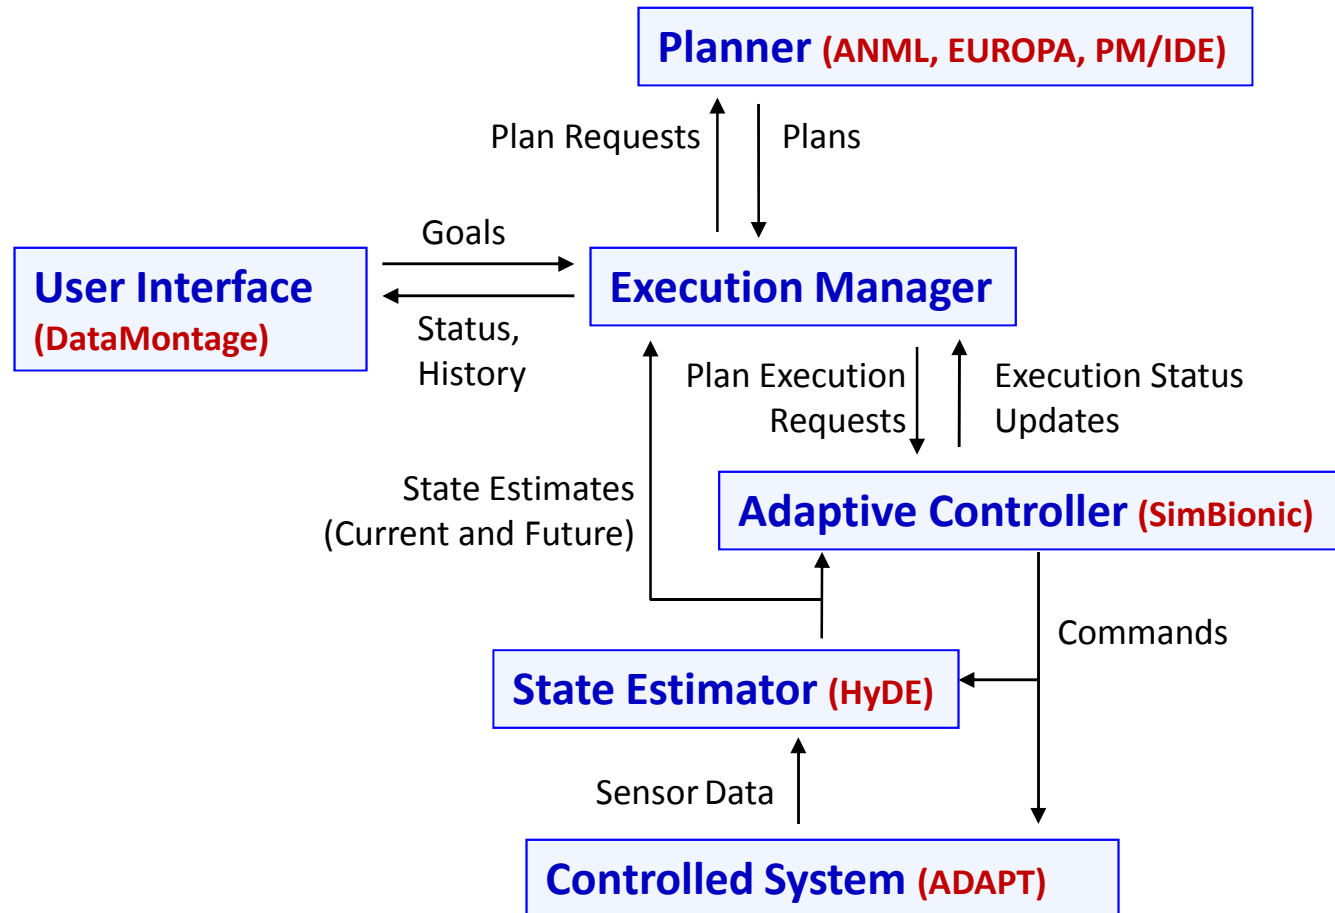 Planner (ANML, EUROPA, PM/IDE)
Plan Requests
Plans
Goals
User Interface
(DataMontage)
Execution Manager
Status,
History
Plan Execution
Requests
Execution Status
Updates
State Estimates
(Current and Future)
Adaptive Controller (SimBionic)
Commands
State Estimator (HyDE)
Sensor Data
Controlled System (ADAPT)